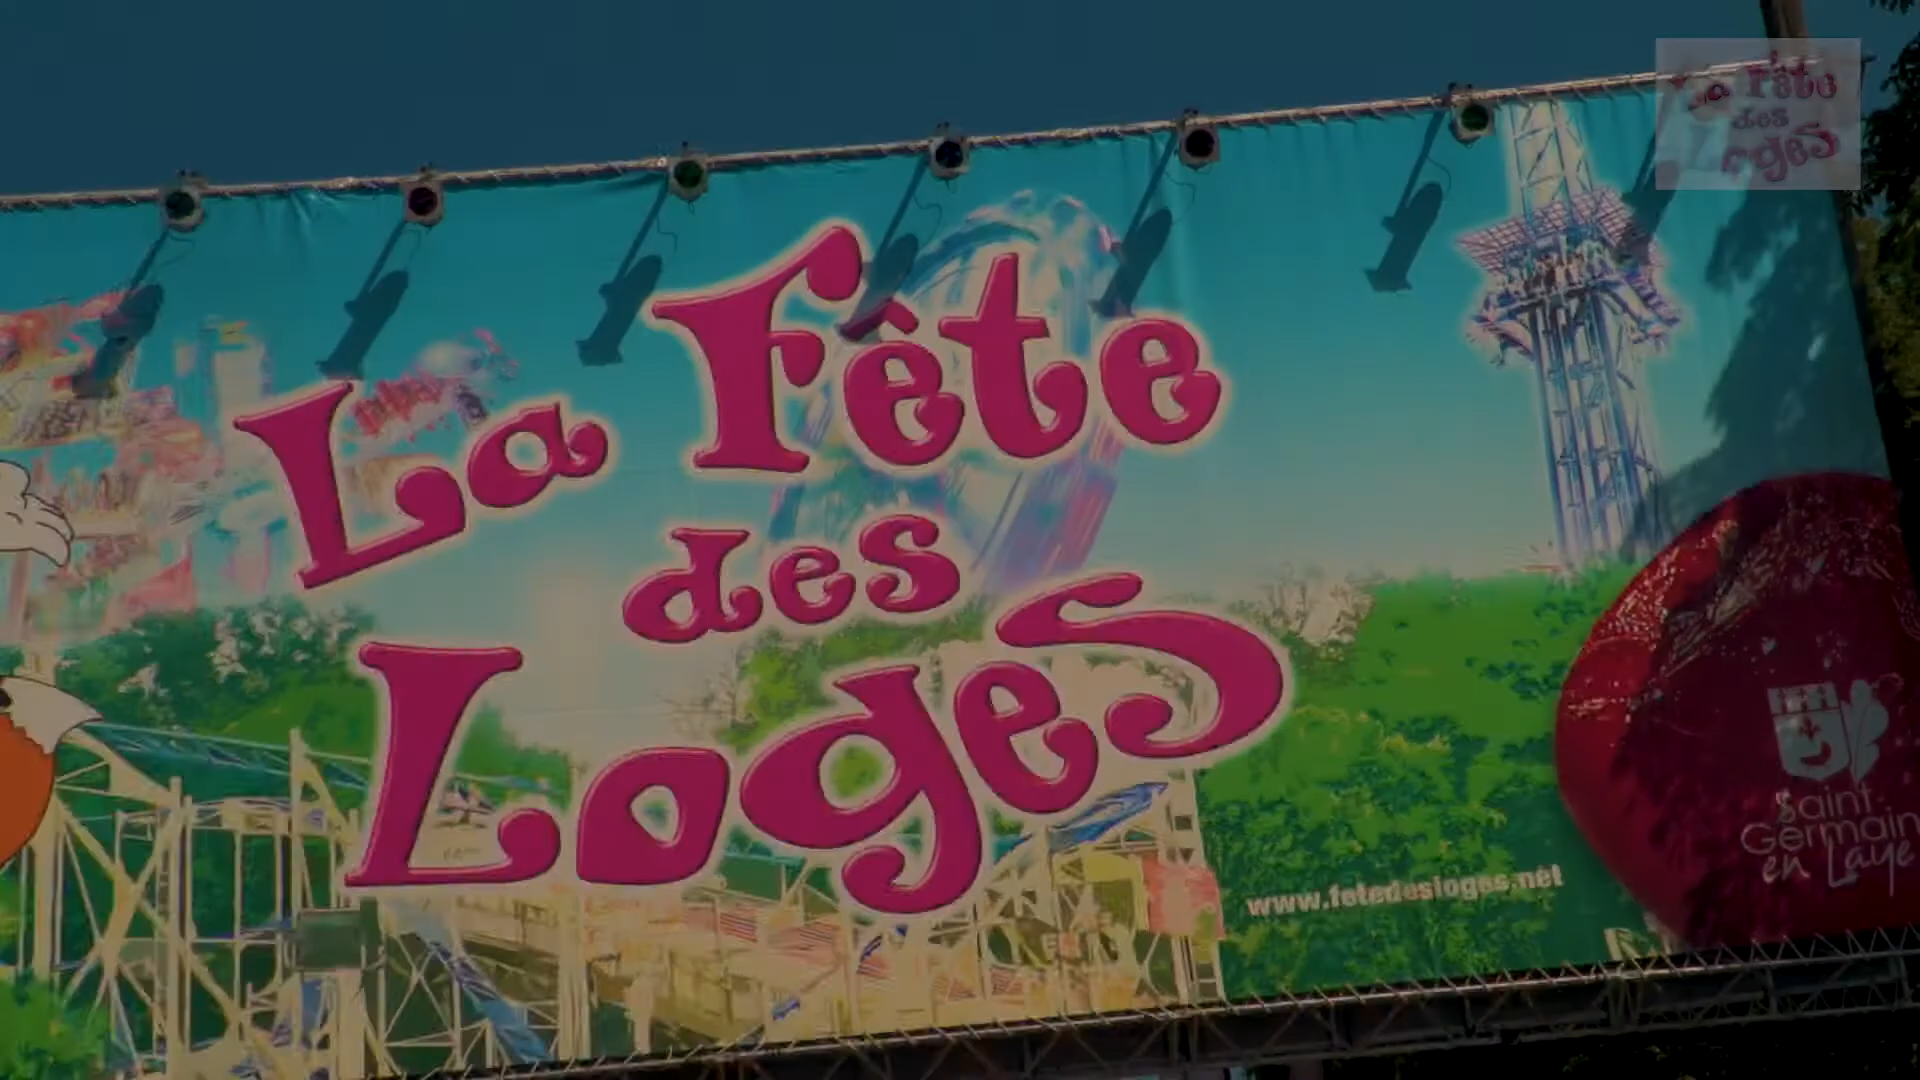 La Fête
des
Loges
La Fête
des
Loges
Saint
Germain
en Laye
www.fetedesloges.net